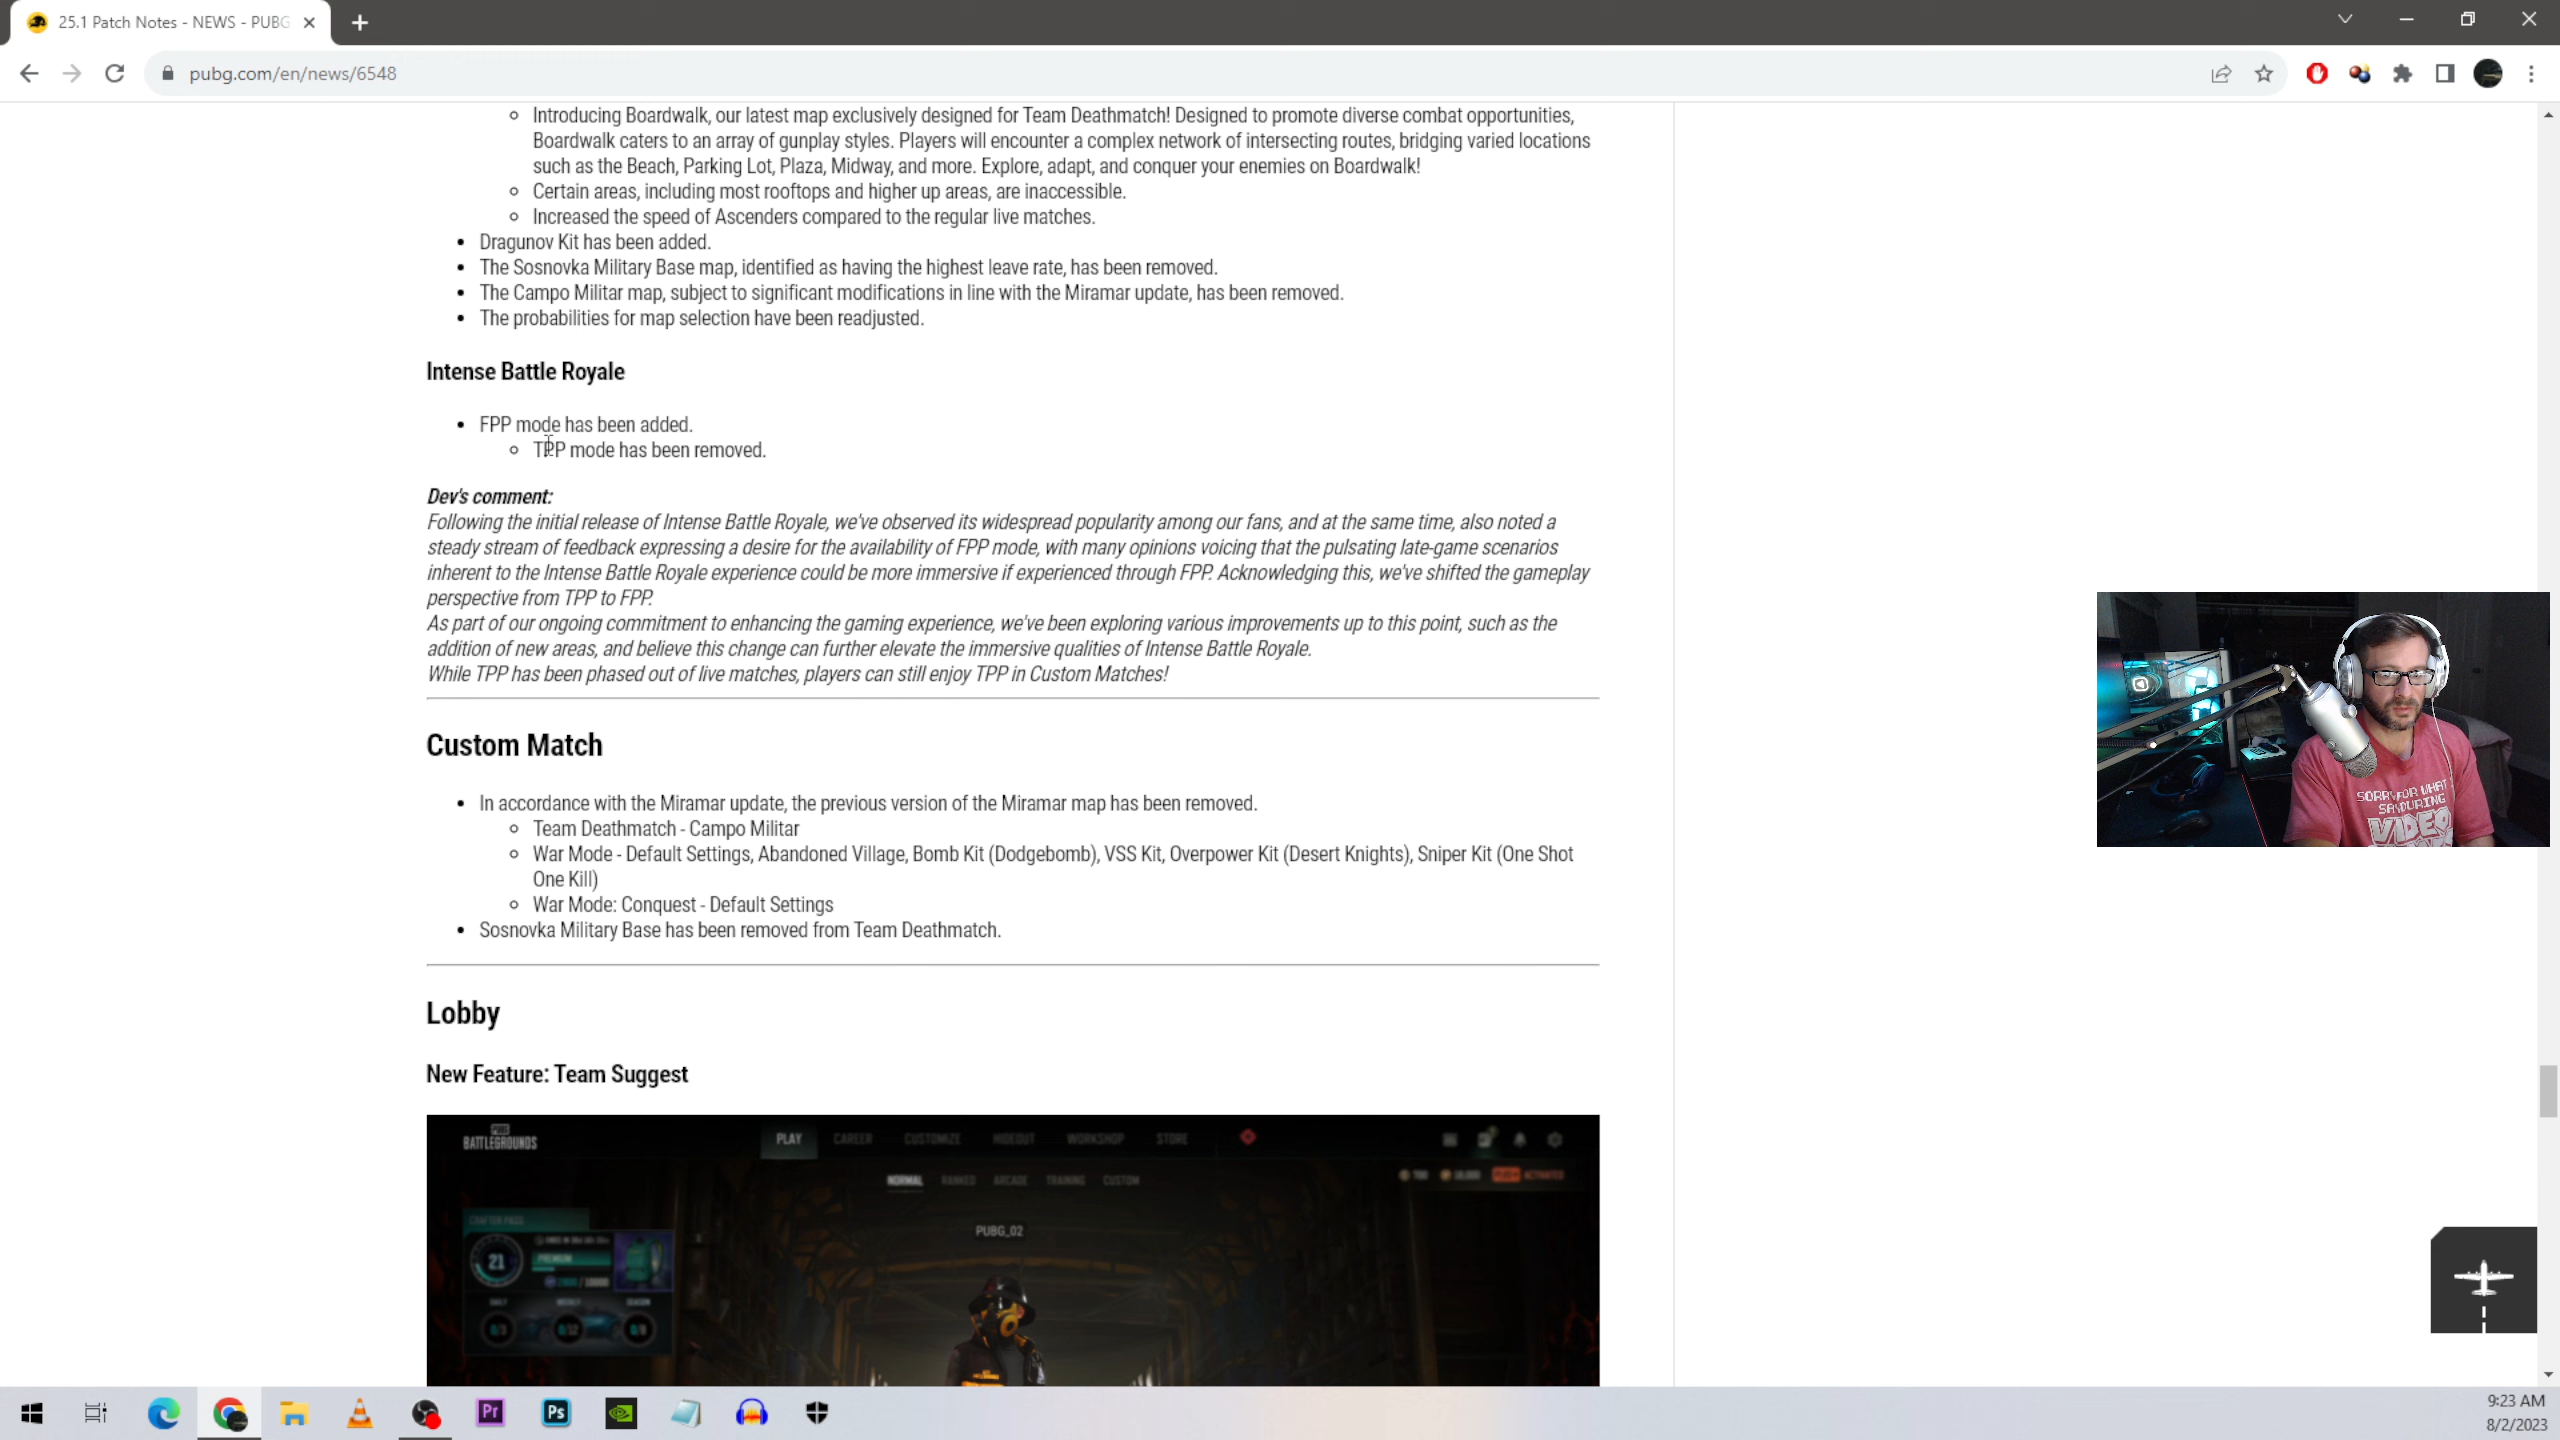 25.1 Patch Notes - NEWS - PUBG
pubg.com/en/news/6548
Introducing Boardwalk, our latest map exclusively designed for Team Deathmatch! Designed to promote diverse combat opportunities,
Boardwalk caters to an array of gunplay styles. Players will encounter a complex network of intersecting routes, bridging varied locations
such as the Beach, Parking Lot, Plaza, Midway, and more. Explore, adapt, and conquer your enemies on Boardwalk!
Certain areas, including most rooftops and higher up areas, are inaccessible.
Increased the speed of Ascenders compared to the regular live matches.
Dragunov Kit has been added.
The Sosnovka Military Base map, identified as having the highest leave rate, has been removed.
The Campo Militar map, subject to significant modifications in line with the Miramar update, has been removed.
The probabilities for map selection have been readjusted.
Intense Battle Royale
FPP mode has been added.
TPP mode has been removed.
Dev's comment:
Following the initial release of Intense Battle Royale, we've observed its widespread popularity among our fans, and at the same time, also noted a
steady stream of feedback expressing a desire for the availability of FPP mode, with many opinions voicing that the pulsating late-game scenarios
inherent to the Intense Battle Royale experience could be more immersive if experienced through FPP. Acknowledging this, we've shifted the gameplay
perspective from TPP to FPP.
As part of our ongoing commitment to enhancing the gaming experience, we've been exploring various improvements up to this point, such as the
addition of new areas, and believe this change can further elevate the immersive qualities of Intense Battle Royale.
While TPP has been phased out of live matches, players can still enjoy TPP in Custom Matches!
SORRY FOR WHAT I
SAID DURING
VIDEO
Custom Match
In accordance with the Miramar update, the previous version of the Miramar map has been removed.
Team Deathmatch - Campo Militar
War Mode - Default Settings, Abandoned Village, Bomb Kit (Dodgebomb), VSS Kit, Overpower Kit (Desert Knights), Sniper Kit (One Shot
One Kill)
War Mode: Conquest - Default Settings
Sosnovka Military Base has been removed from Team Deathmatch.
Lobby
New Feature: Team Suggest
PUBG
BATTLEGROUNDS
PLAY CAREER CUSTOMIZE HIDEOUT WORKSHOP STORE
NORMAL RANKED ARCADE TRAINING CUSTOM
700 ACTIVATED
PUBG_02
CRAFTER PASS
21
PREMIUM
Pr
Ps
9:23 AM
8/2/2023